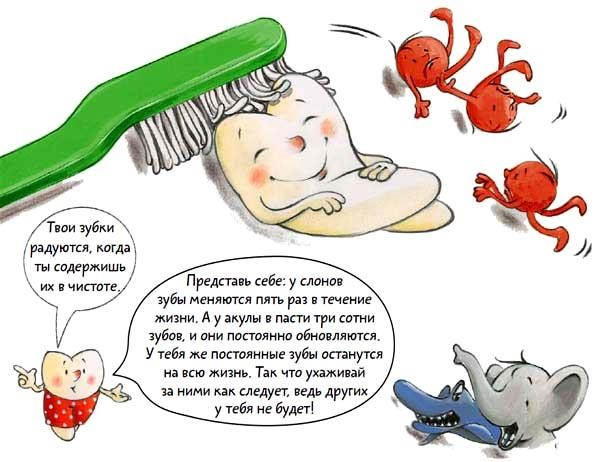 Твои зубки
радуются, когда
ты содержишь
их в чистоте.
Представь себе: у слонов
зубы меняются пять раз в течение
жизни. А у акулы в пасти три сотни
зубов, и они постоянно обновляются.
У тебя же постоянные зубы останутся
на всю жизнь. Так что ухаживай
за ними как следует, ведь других
у тебя не будет!